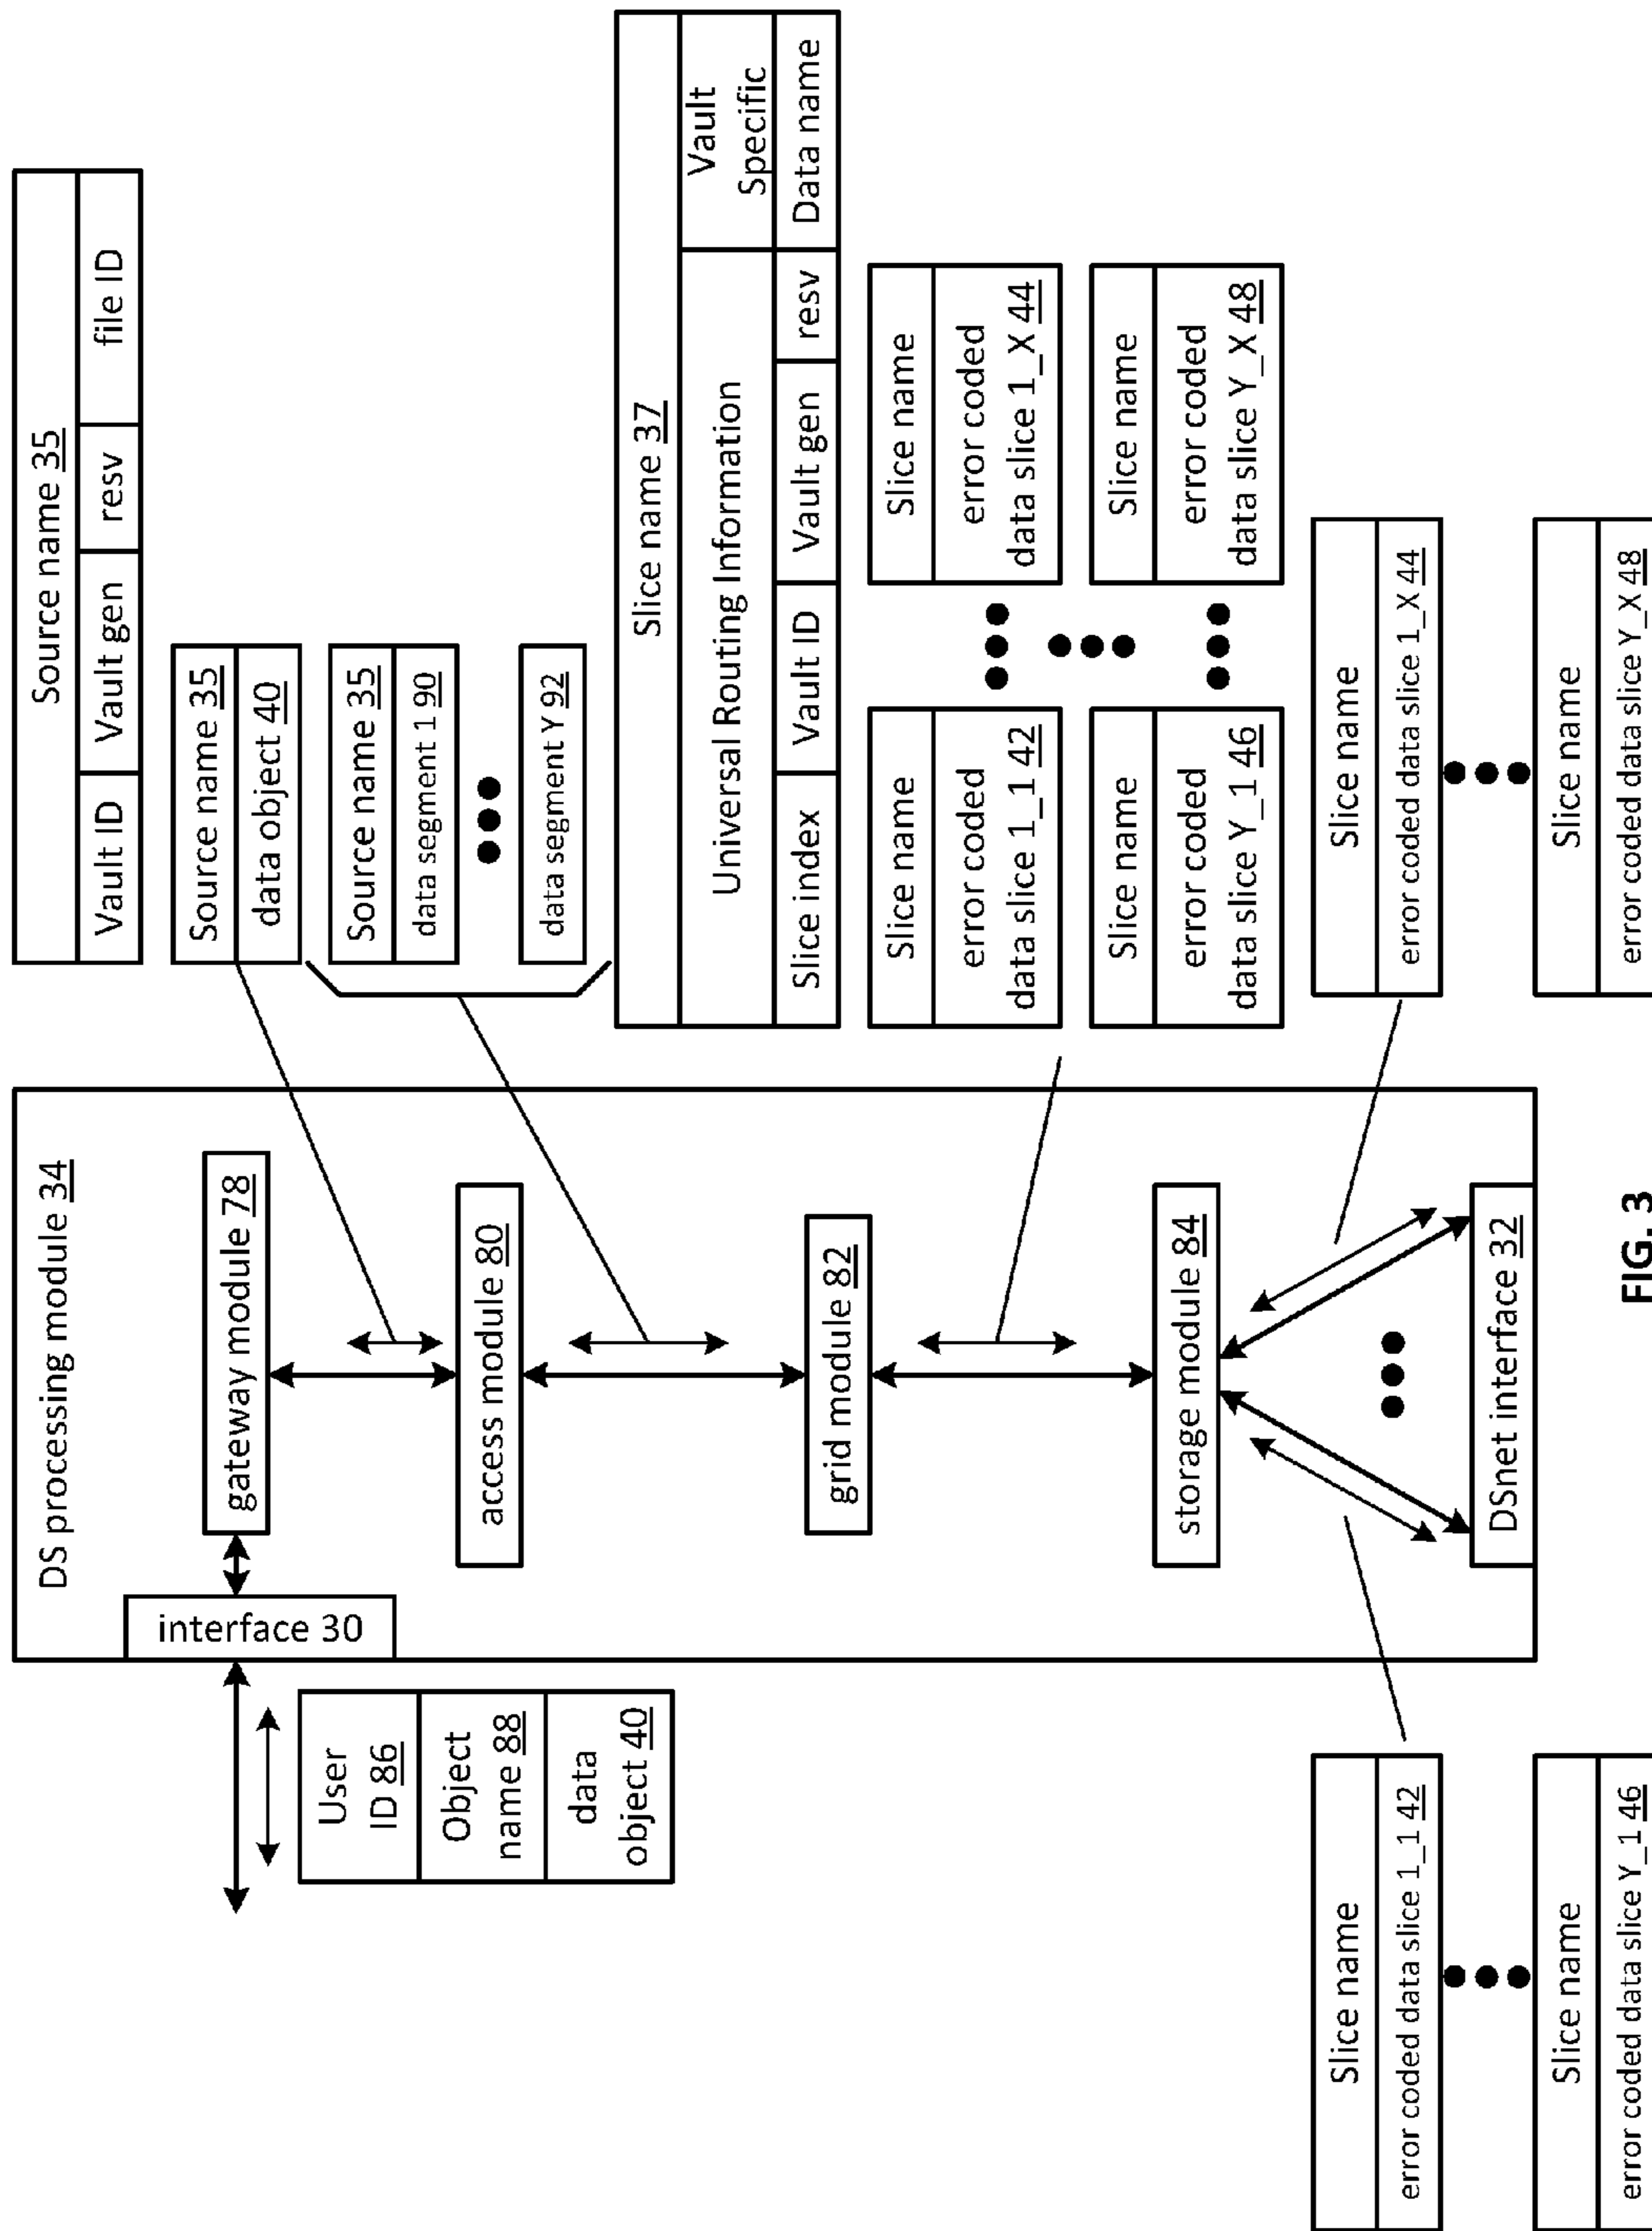 DS processing module 34
interface 30
gateway module 78
access module 80
grid module 82
storage module 84
DSnet interface 32
User
ID 86
Object
name 88
data
object 40
Source name 35
Vault ID
Vault gen
resv
file ID
Source name 35
data object 40
Source name 35
data segment 1 90
data segment Y 92
Slice name 37
Universal Routing Information
Vault
Specific
Slice index
Vault ID
Vault gen
resv
Data name
Slice name
error coded
data slice 1_1 42
Slice name
error coded
data slice 1_X 44
Slice name
error coded
data slice Y_1 46
Slice name
error coded
data slice Y_X 48
Slice name
error coded data slice 1_1 42
Slice name
error coded data slice Y_1 46
Slice name
error coded data slice 1_X 44
Slice name
error coded data slice Y_X 48
FIG. 3